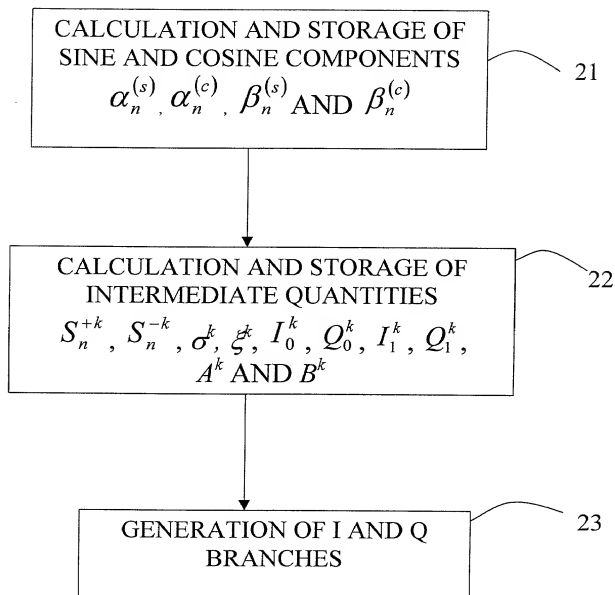 CALCULATION AND STORAGE OF
SINE AND COSINE COMPONENTS
α_n^(s), α_n^(c), β_n^(s) AND β_n^(c)
21
CALCULATION AND STORAGE OF
INTERMEDIATE QUANTITIES
S_n^{+k}, S_n^{-k}, σ^k, ξ^k, I_0^k, Q_0^k, I_1^k, Q_1^k,
A^k AND B^k
22
GENERATION OF I AND Q
BRANCHES
23